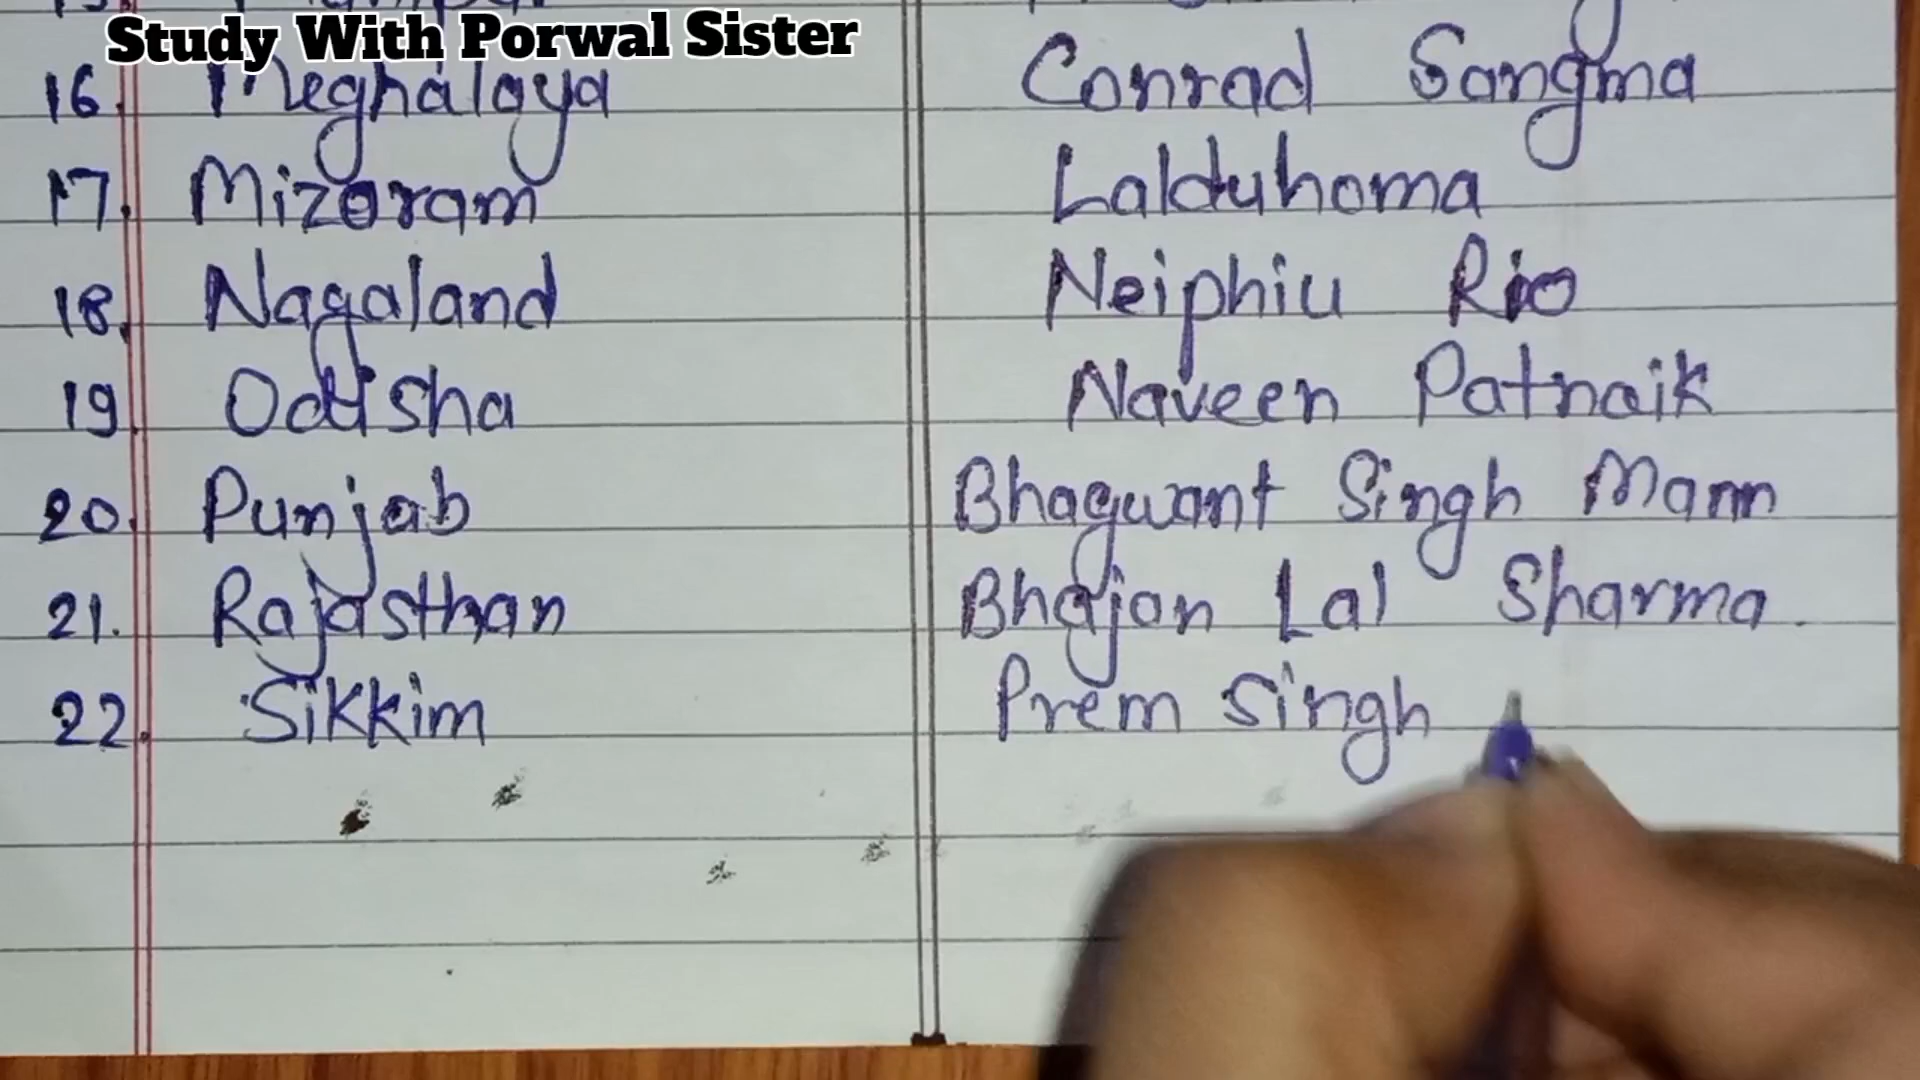 Study With Porwal Sister
16. Meghalaya Conrad Sangma
17. Mizoram Lalduhoma
18. Nagaland Neiphiu Rio
19. Odisha Naveen Patnaik
20. Punjab Bhagwant Singh Mann
21. Rajasthan Bhajan Lal Sharma.
22. Sikkim Prem Singh